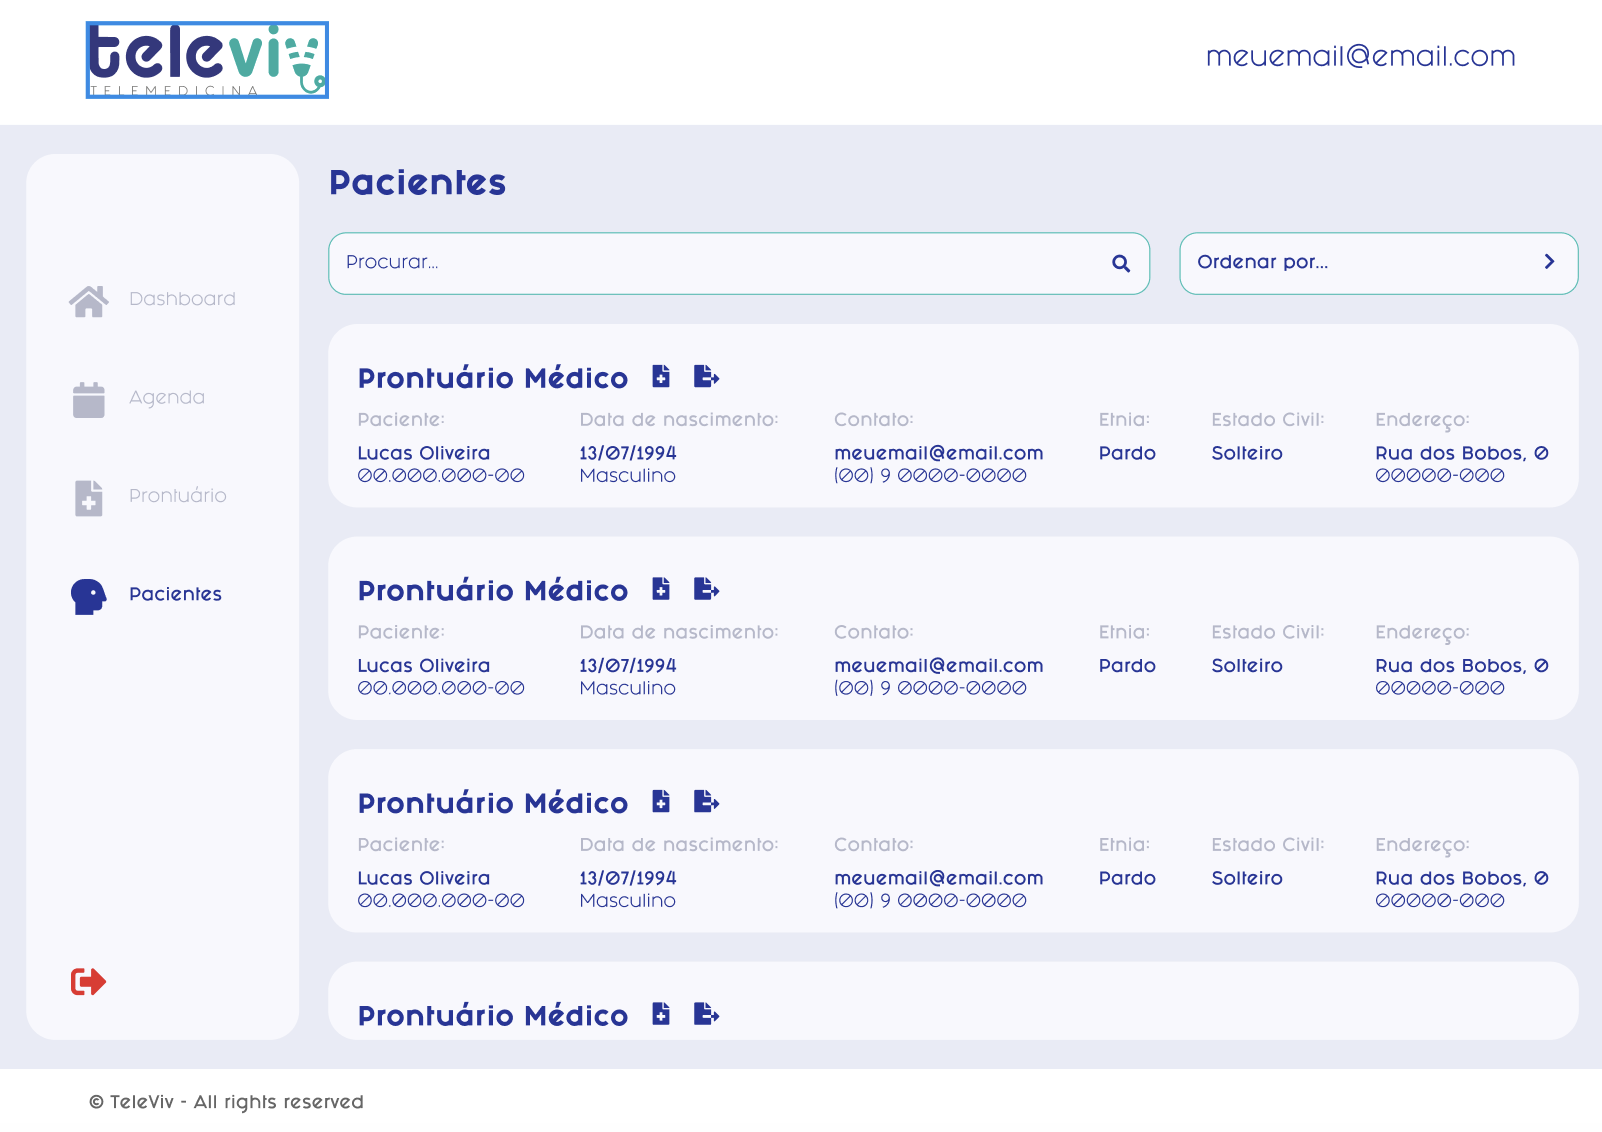 televiv
TELEMEDICINA
meuemail@email.com
Dashboard
Agenda
Prontuário
Pacientes
Pacientes
Procurar...
Ordenar por...
Prontuário Médico
Paciente: Data de nascimento: Contato: Etnia: Estado Civil: Endereço:
Lucas Oliveira 13/07/1994 meuemail@email.com Pardo Solteiro Rua dos Bobos, 0
00.000.000-00 Masculino (00) 9 0000-0000 00000-000
Prontuário Médico
Paciente: Data de nascimento: Contato: Etnia: Estado Civil: Endereço:
Lucas Oliveira 13/07/1994 meuemail@email.com Pardo Solteiro Rua dos Bobos, 0
00.000.000-00 Masculino (00) 9 0000-0000 00000-000
Prontuário Médico
Paciente: Data de nascimento: Contato: Etnia: Estado Civil: Endereço:
Lucas Oliveira 13/07/1994 meuemail@email.com Pardo Solteiro Rua dos Bobos, 0
00.000.000-00 Masculino (00) 9 0000-0000 00000-000
Prontuário Médico
© TeleViv - All rights reserved